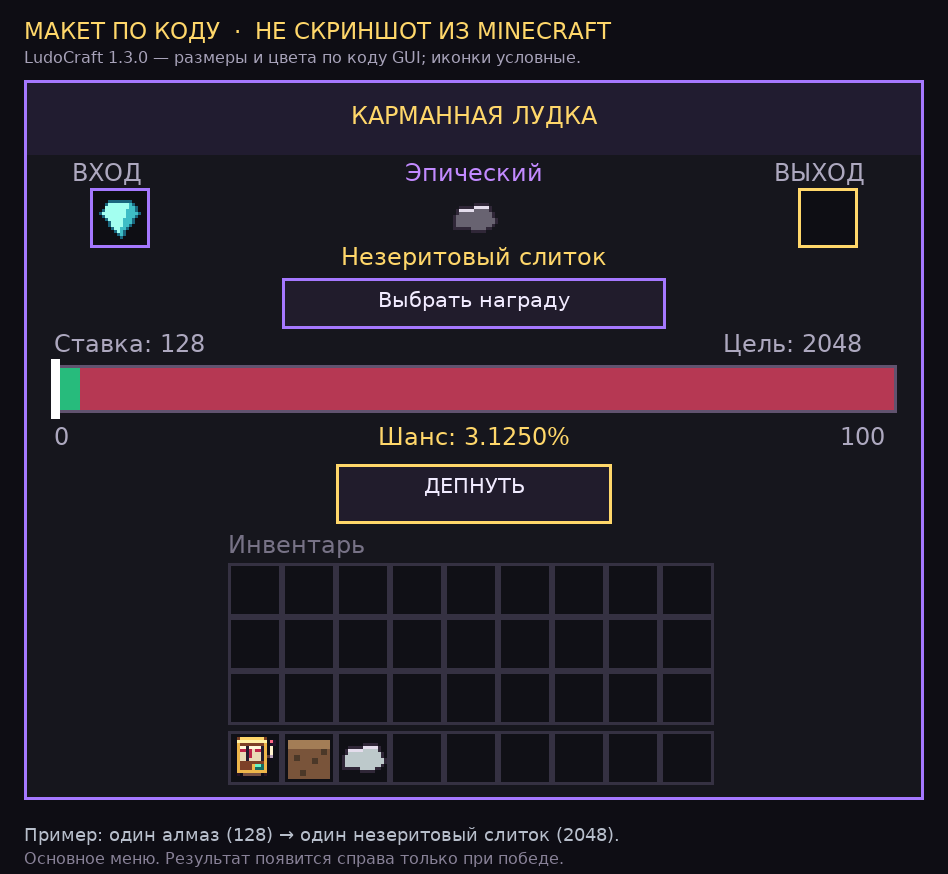 МАКЕТ ПО КОДУ · НЕ СКРИНШОТ ИЗ MINECRAFT
LudoCraft 1.3.0 — размеры и цвета по коду GUI; иконки условные.
КАРМАННАЯ ЛУДКА
ВХОД Эпический ВЫХОД
Незеритовый слиток
Выбрать награду
Ставка: 128 Цель: 2048
0 Шанс: 3.1250% 100
ДЕПНУТЬ
Инвентарь
Пример: один алмаз (128) → один незеритовый слиток (2048).
Основное меню. Результат появится справа только при победе.